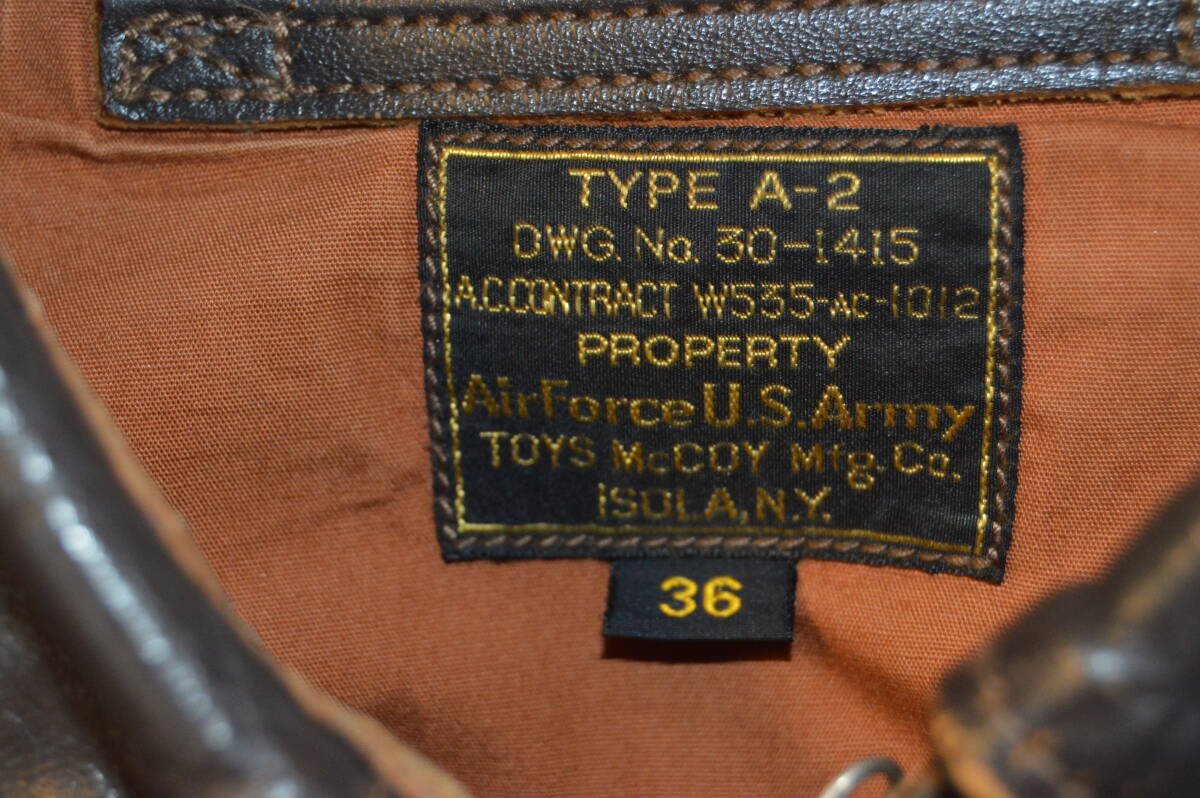 TYPE A-2
DWG. No. 30-1415
A.C.CONTRACT W535-AC-1012
PROPERTY
AirForce U.S. Army
TOYS McCOY Mfg. Co.
ISOLA, N.Y.
36